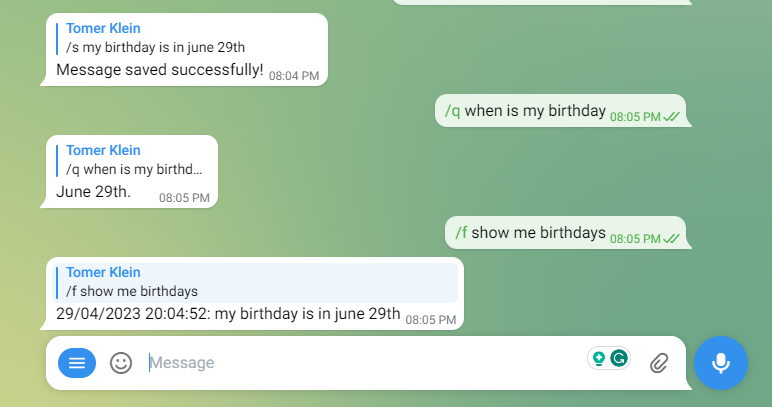 Tomer Klein
/s my birthday is in june 29th
Message saved successfully! 08:04 PM
/q when is my birthday 08:05 PM
Tomer Klein
/q when is my birthd...
June 29th. 08:05 PM
/f show me birthdays 08:05 PM
Tomer Klein
/f show me birthdays
29/04/2023 20:04:52: my birthday is in june 29th 08:05 PM
Message